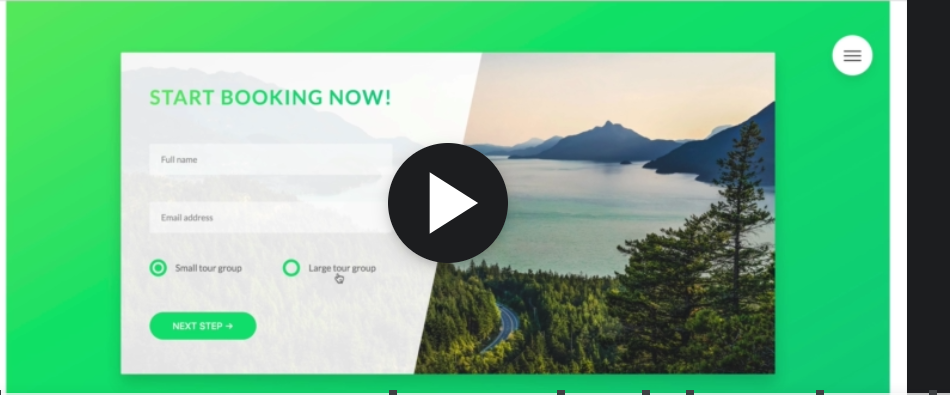 START BOOKING NOW!
Full name
Email address
Small tour group
Large tour group
NEXT STEP →